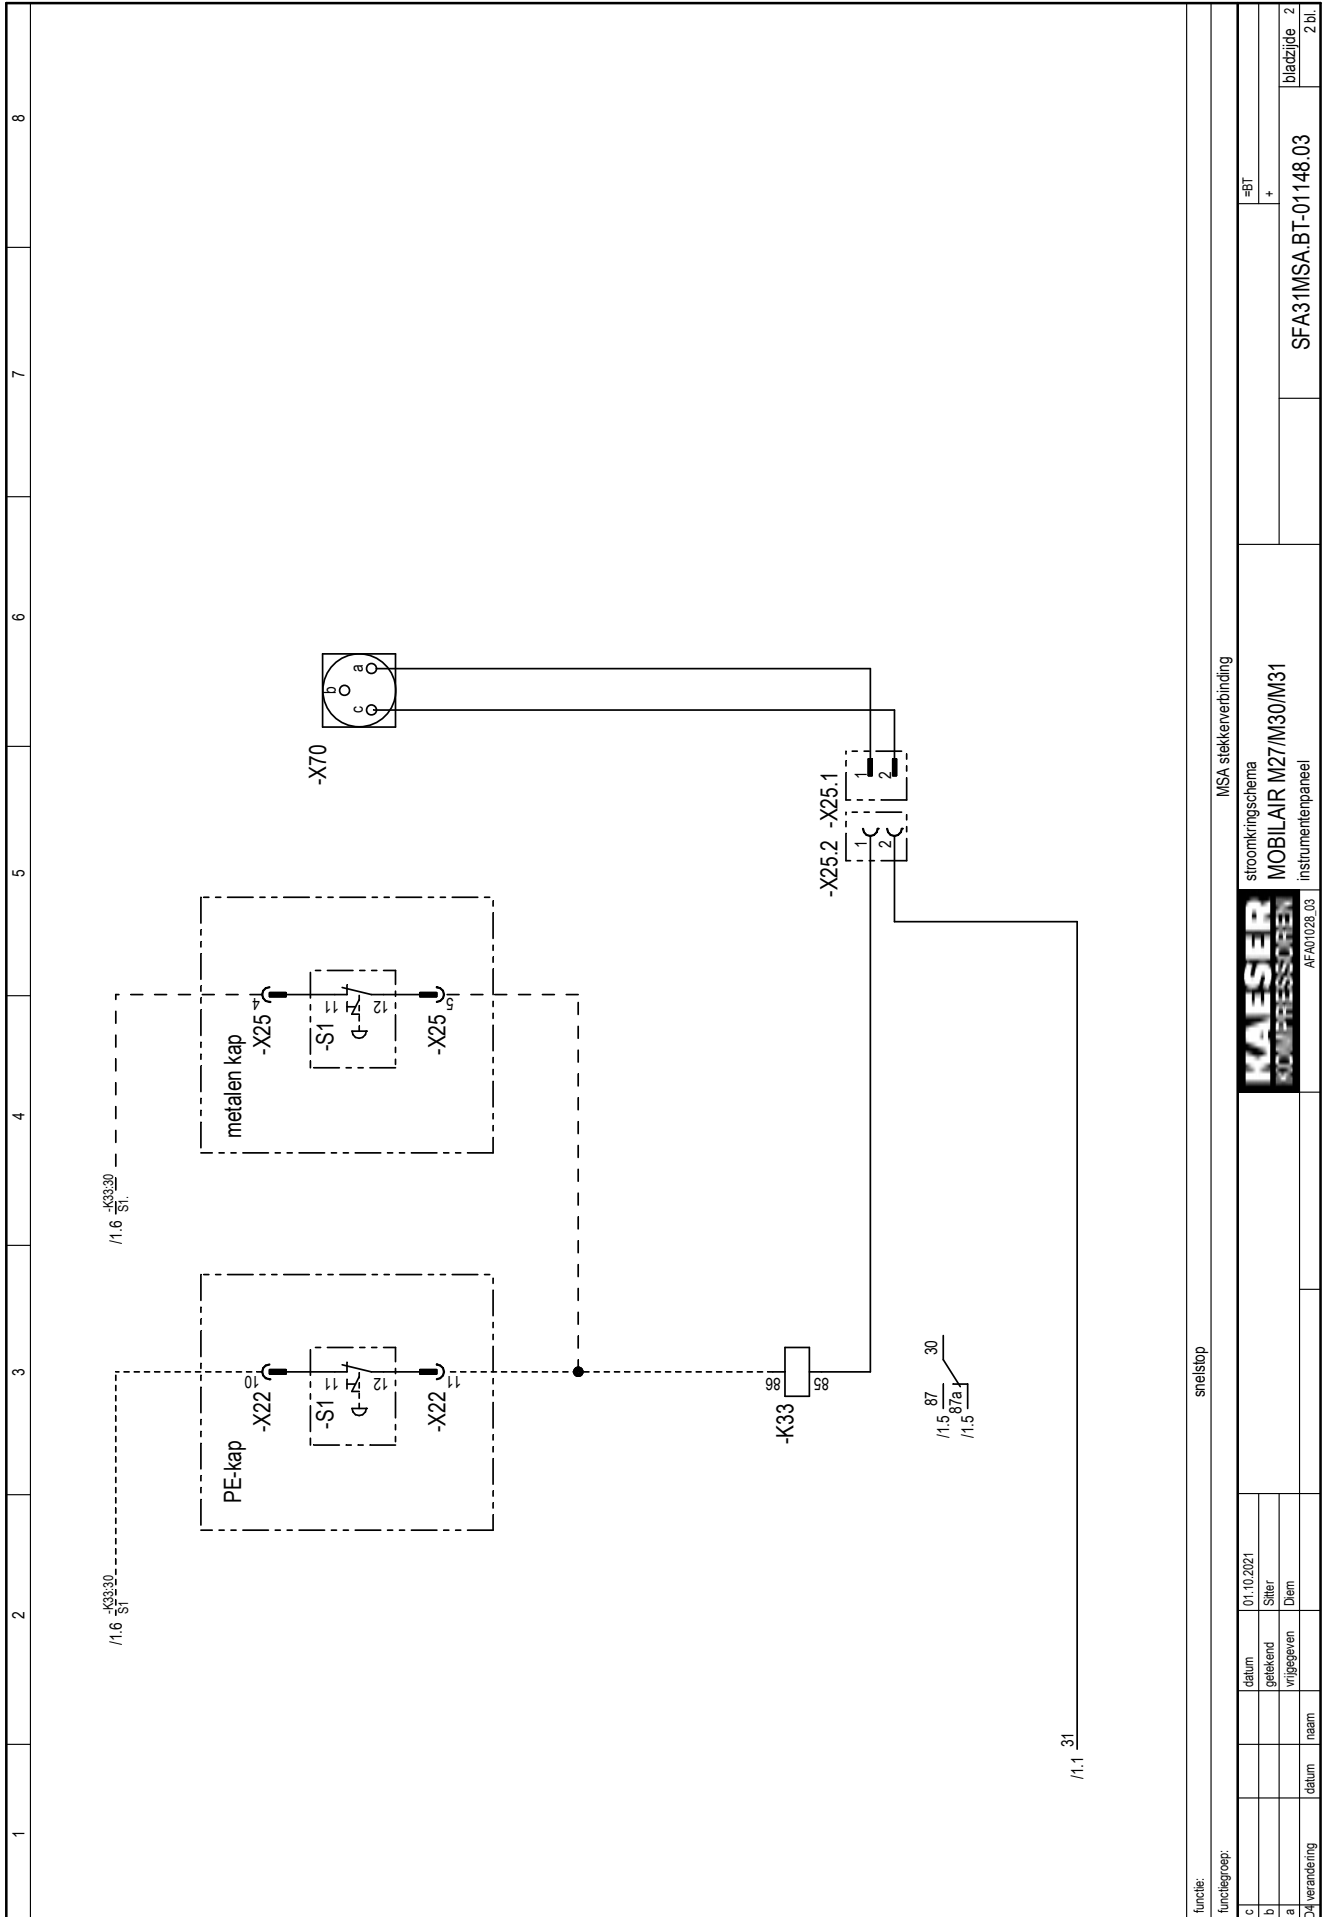 1 2 3 4 5 6 7 8
/1.6 -K33:30 S1
/1.6 -K33:30 S1.
PE-kap
-X22 10
-S1 11 12
-X22 11
metalen kap
-X25 4
-S1 11 12
-X25 5
-X70
a b c
-K33 86 85
-X25.2 -X25.1
1 1
2 2
/1.5 87 30
/1.5 87a
/1.1 31
functie: snelstop
functiegroep: MSA stekkerverbinding
c datum 01.10.2021
b getekend Sitter
a vrijgegeven Diem
04 verandering datum naam
KAESER
KOMPRESSOREN
AFA01028_03
stroomkringschema
MOBILAIR M27/M30/M31
instrumentenpaneel
=BT
+
SFA31MSA.BT-01148.03
bladzijde 2
2 bl.